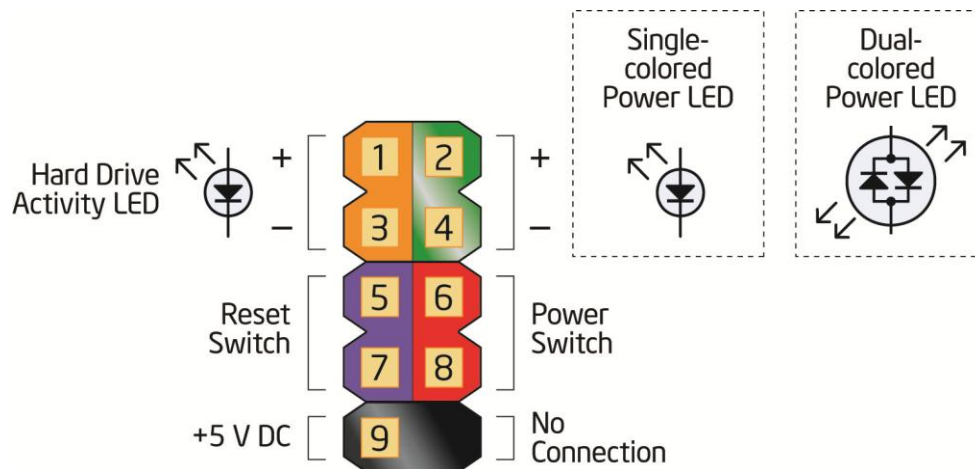 Single-
colored
Power LED
Dual-
colored
Power LED
Hard Drive
Activity LED
+
1
2
+
−
3
4
−
Reset
Switch
5
6
7
8
Power
Switch
+5 V DC
9
No
Connection